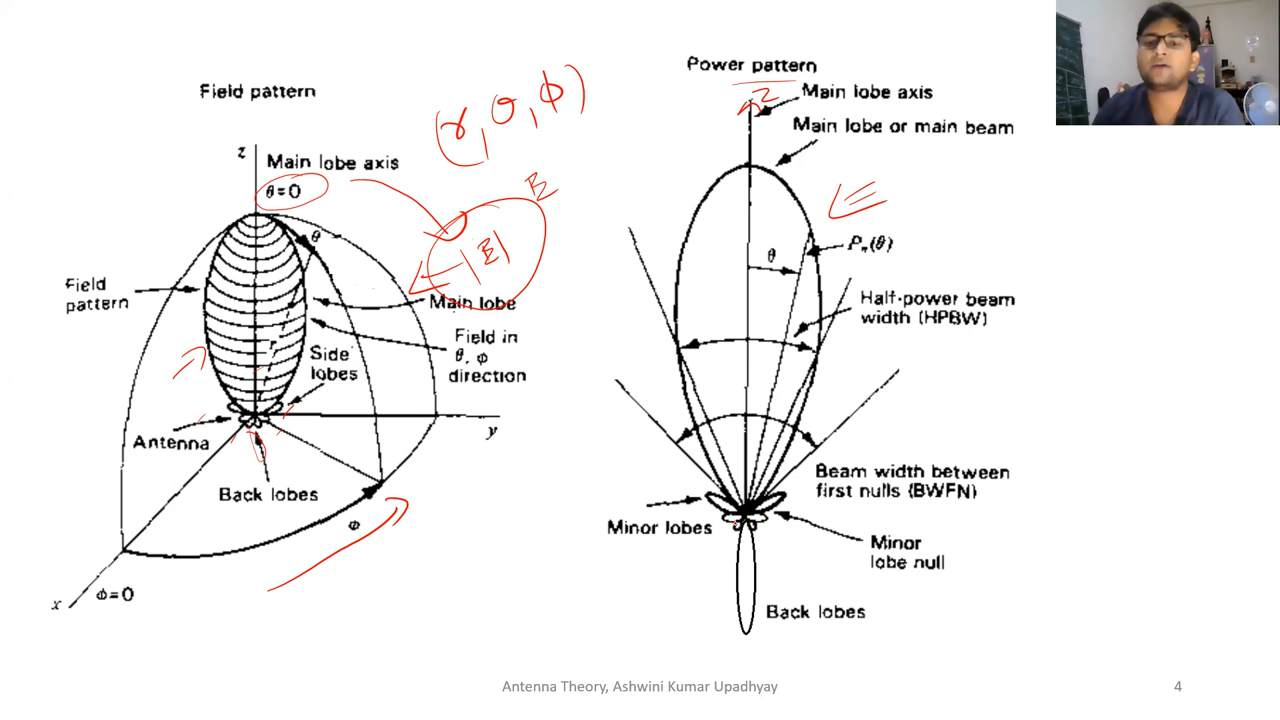 Field pattern
(r, θ, φ)
z
Main lobe axis
θ=0
θ
E
|E|
Field
pattern
Main lobe
r
Field in
θ, φ
direction
Side
lobes
Antenna
y
Back lobes
φ
x
φ=0
Power pattern
Main lobe axis
Main lobe or main beam
Pn(θ)
θ
Half-power beam
width (HPBW)
Beam width between
first nulls (BWFN)
Minor lobes
Minor
lobe null
Back lobes
Antenna Theory, Ashwini Kumar Upadhyay
4